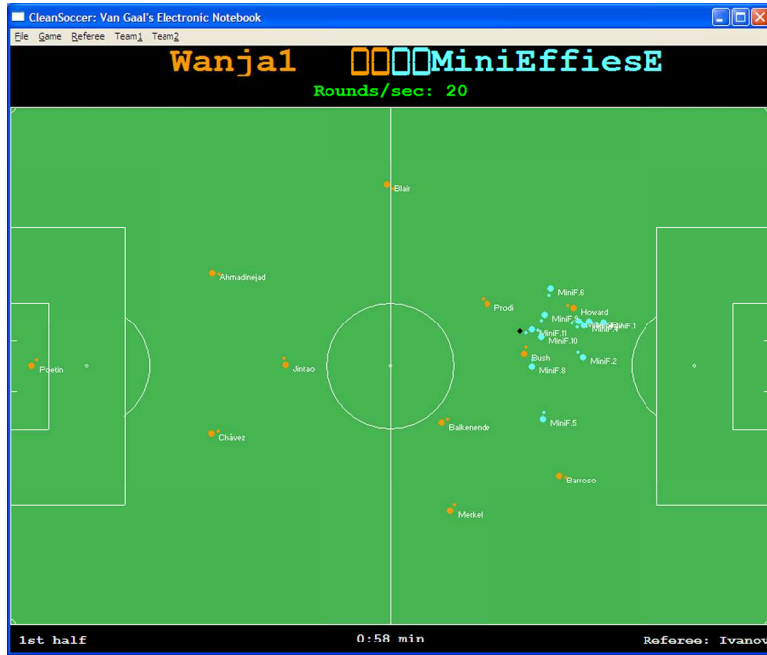 CleanSoccer: Van Gaal's Electronic Notebook
File Game Referee Team1 Team2
Wanja1 MiniEffiesE
Rounds/sec: 20
Blair
Ahmadinejad
MiniF.6
Prodi
Howard
MiniF.9
MiniF.1
MiniF.11
MiniF.10
Bush
MiniF.2
Poetin
Jintao
MiniF.8
MiniF.5
Balkenende
Chávez
Barroso
Merkel
1st half
0:58 min
Referee: Ivanov